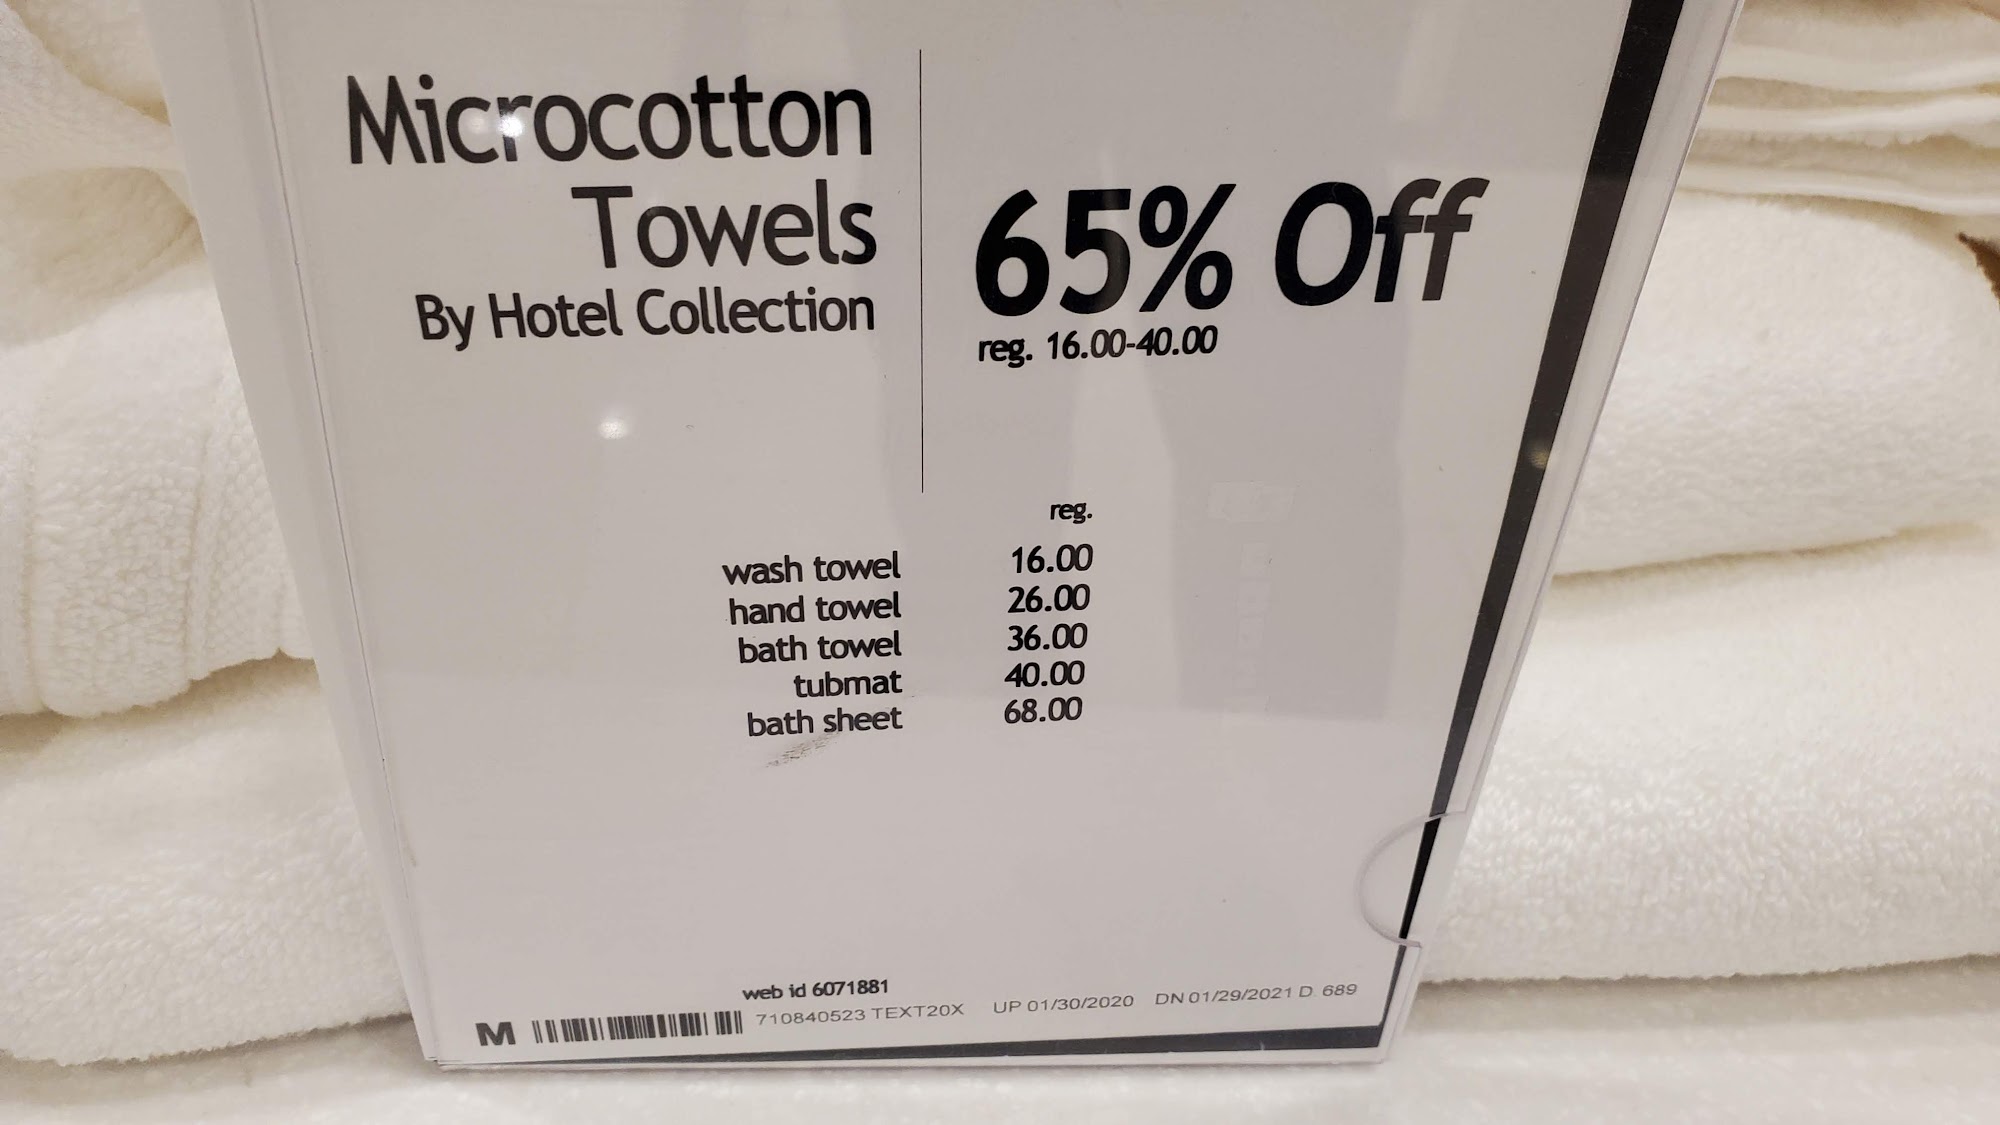 Microcotton
Towels
By Hotel Collection
65% Off
reg. 16.00-40.00
reg.
wash towel 16.00
hand towel 26.00
bath towel 36.00
tubmat 40.00
bath sheet 68.00
web id 6071881
M 710840523 TEXT20X UP 01/30/2020 DN 01/29/2021 D 689